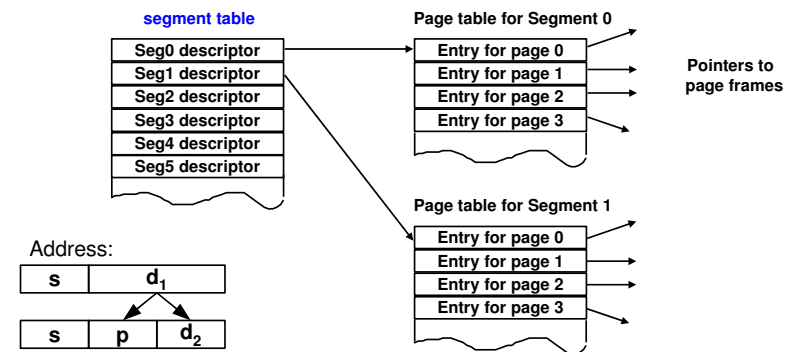 segment table
Seg0 descriptor
Seg1 descriptor
Seg2 descriptor
Seg3 descriptor
Seg4 descriptor
Seg5 descriptor
Page table for Segment 0
Entry for page 0
Entry for page 1
Entry for page 2
Entry for page 3
Pointers to
page frames
Page table for Segment 1
Entry for page 0
Entry for page 1
Entry for page 2
Entry for page 3
Address:
s d₁
s p d₂